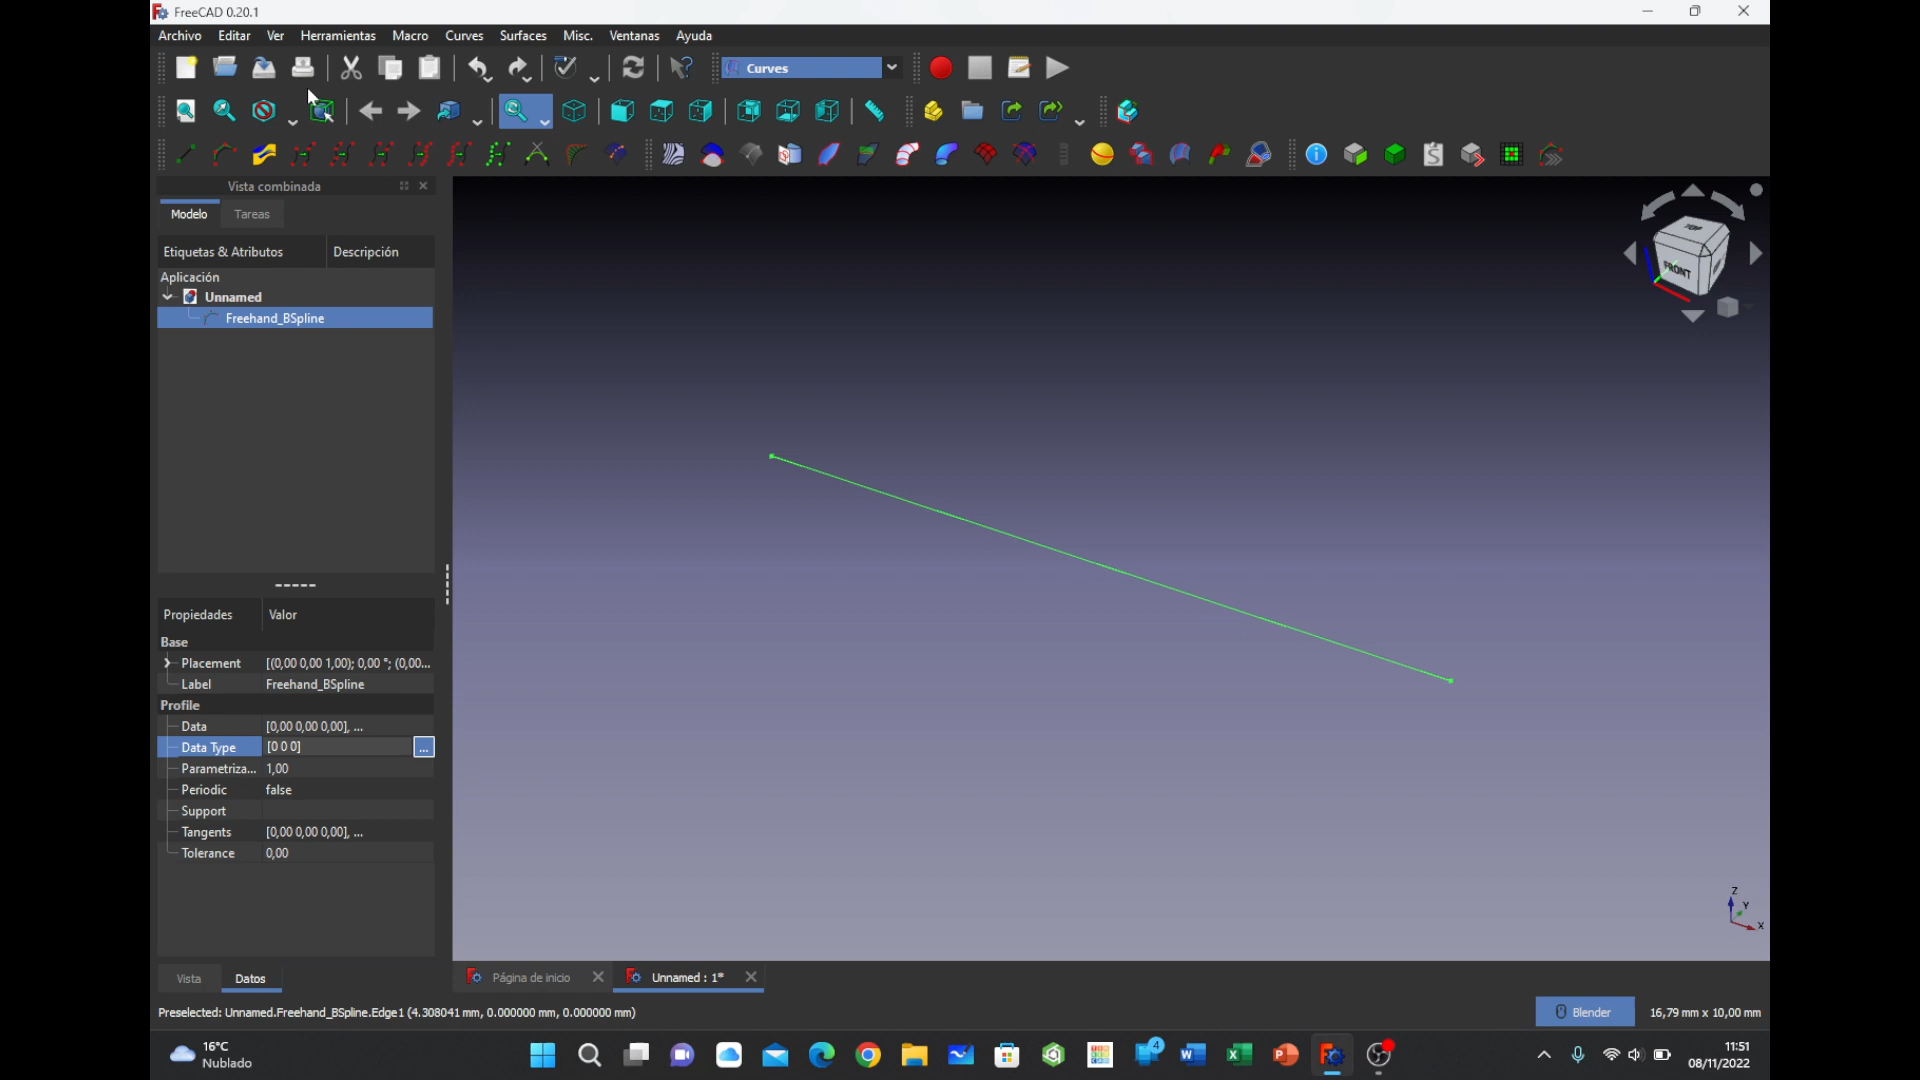 FreeCAD 0.20.1
Archivo Editar Ver Herramientas Macro Curves Surfaces Misc. Ventanas Ayuda
Curves
Vista combinada
Modelo Tareas
Etiquetas & Atributos Descripción
Aplicación
Unnamed
Freehand_BSpline
TOP
FRONT
Propiedades Valor
Base
Placement [(0,00 0,00 1,00); 0,00 °; (0,00...
Label Freehand_BSpline
Profile
Data [0,00 0,00 0,00], ...
Data Type [0 0 0] ...
Parametriza... 1,00
Periodic false
Support
Tangents [0,00 0,00 0,00], ...
Tolerance 0,00
Z
Y
X
Vista Datos
Página de inicio Unnamed : 1*
Preselected: Unnamed.Freehand_BSpline.Edge1 (4.308041 mm, 0.000000 mm, 0.000000 mm)
Blender 16,79 mm x 10,00 mm
16°C
Nublado
4
11:51
08/11/2022